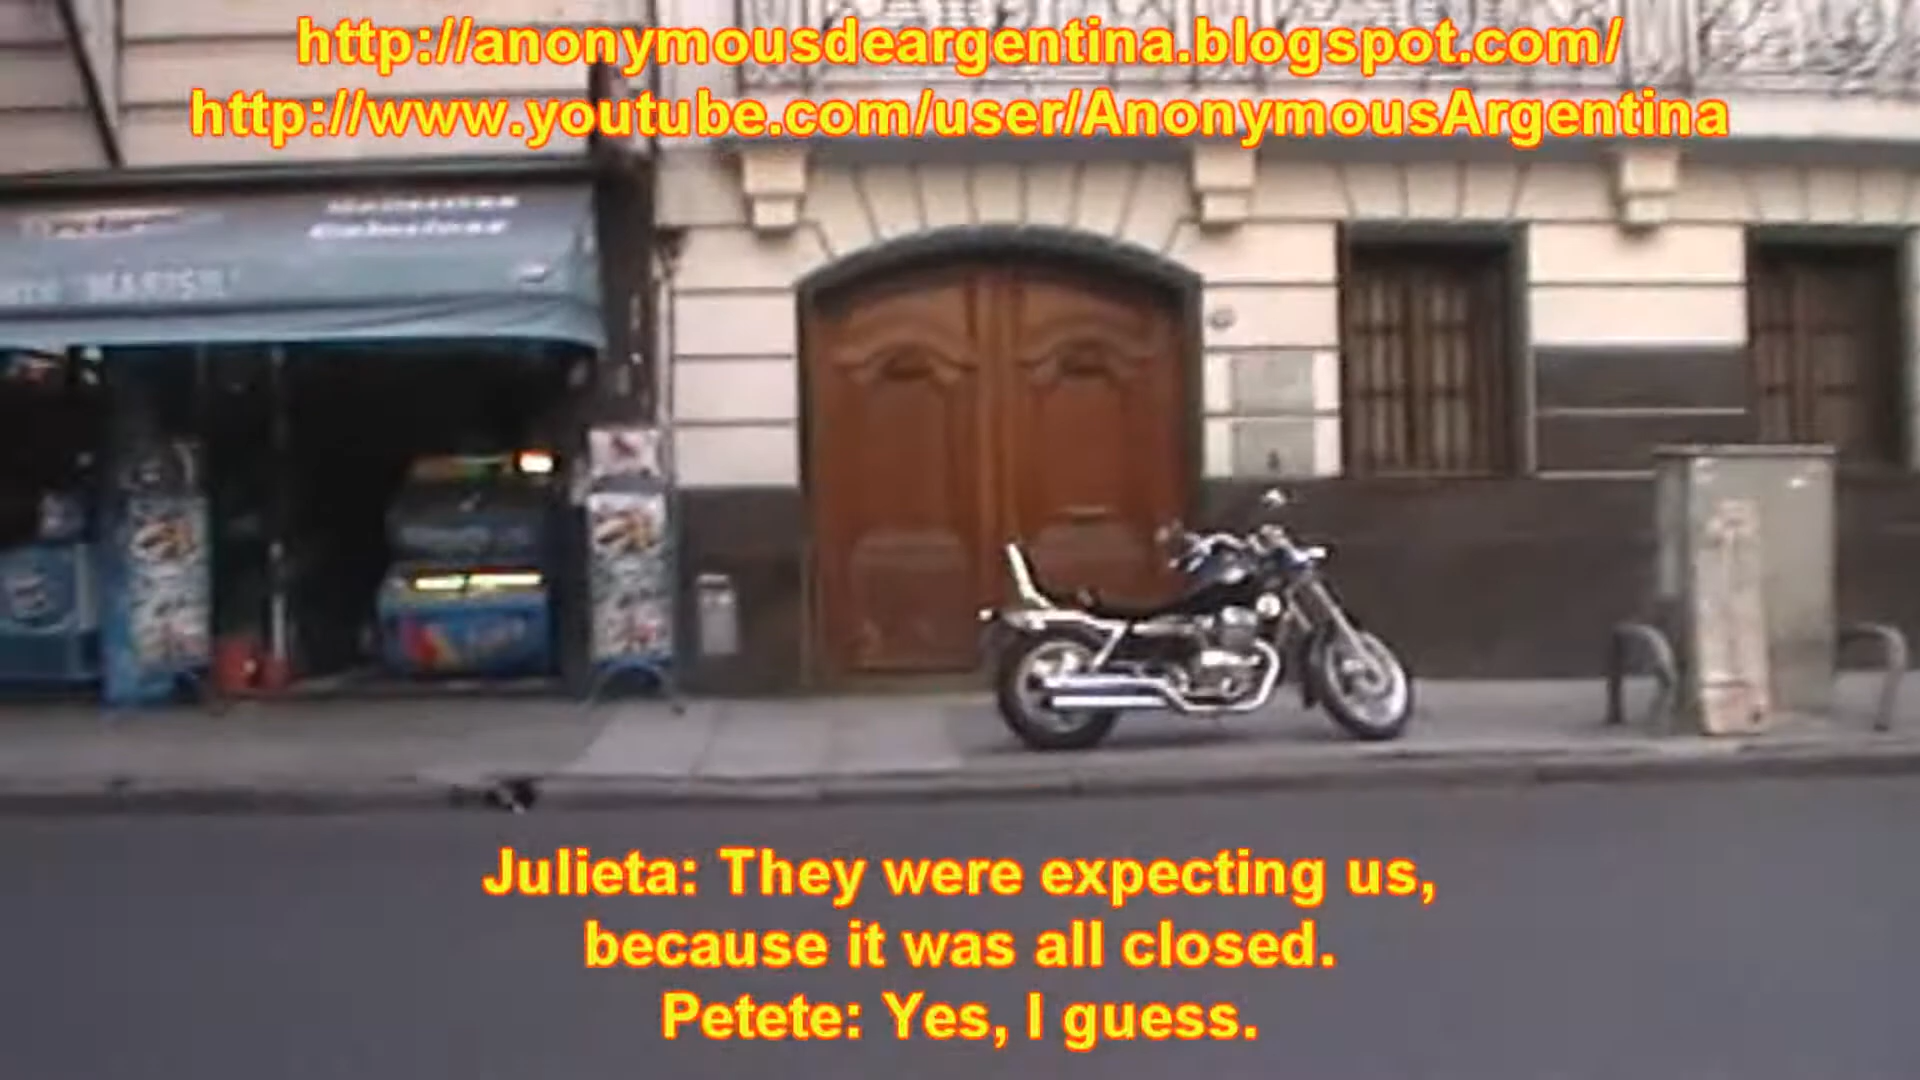 http://anonymousdeargentina.blogspot.com/
http://www.youtube.com/user/AnonymousArgentina
Julieta: They were expecting us,
because it was all closed.
Petete: Yes, I guess.